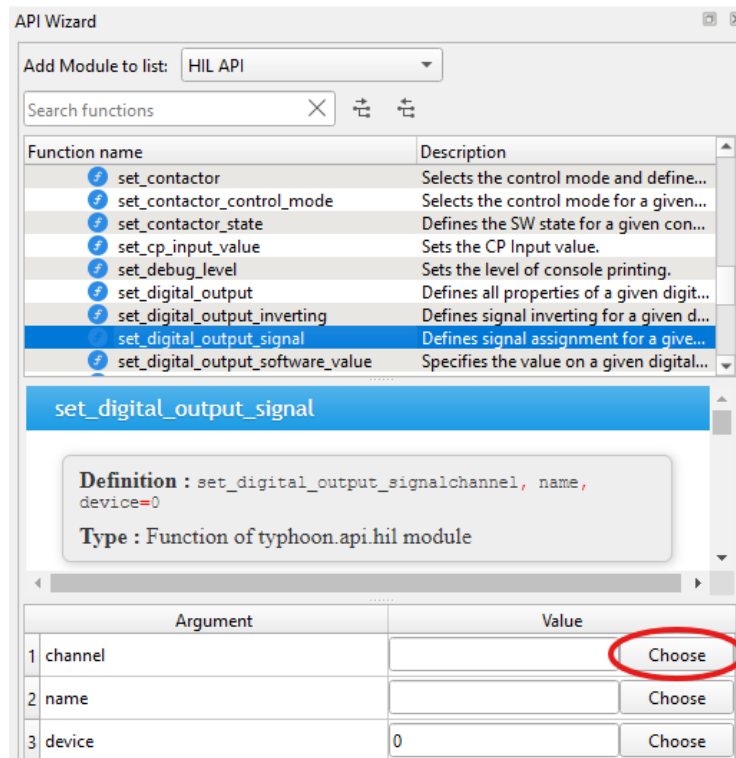 API Wizard
Add Module to list: HIL API
Search functions
Function name Description
set_contactor Selects the control mode and define...
set_contactor_control_mode Selects the control mode for a given...
set_contactor_state Defines the SW state for a given con...
set_cp_input_value Sets the CP Input value.
set_debug_level Sets the level of console printing.
set_digital_output Defines all properties of a given digit...
set_digital_output_inverting Defines signal inverting for a given d...
set_digital_output_signal Defines signal assignment for a give...
set_digital_output_software_value Specifies the value on a given digital...
set_digital_output_signal
Definition : set_digital_output_signalchannel, name,
device=0
Type : Function of typhoon.api.hil module
Argument Value
1 channel Choose
2 name Choose
3 device 0 Choose